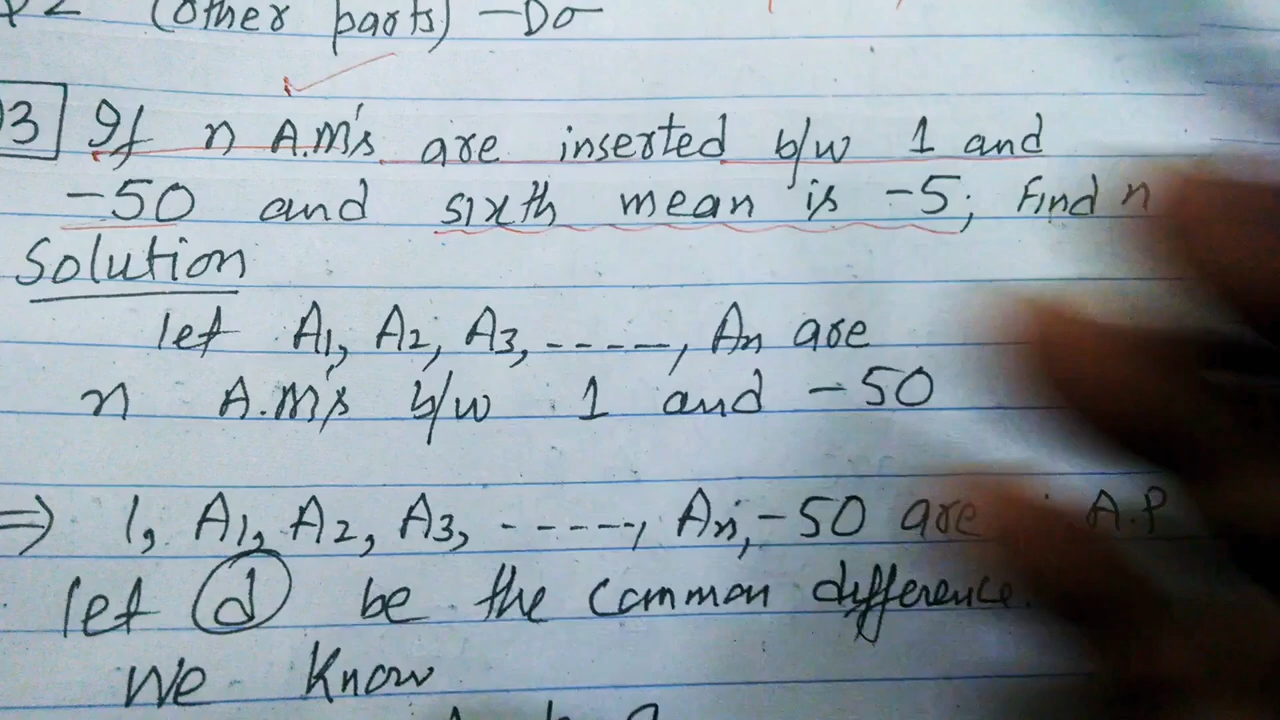 (other parts) - Do
3 If n A.M's are inserted b/w 1 and
-50 and sixth mean is -5; Find n
Solution
let A1, A2, A3, -----, An are
n A.M's b/w 1 and -50
=> 1, A1, A2, A3, -----, An, -50 are A.P
let d be the common difference.
We know